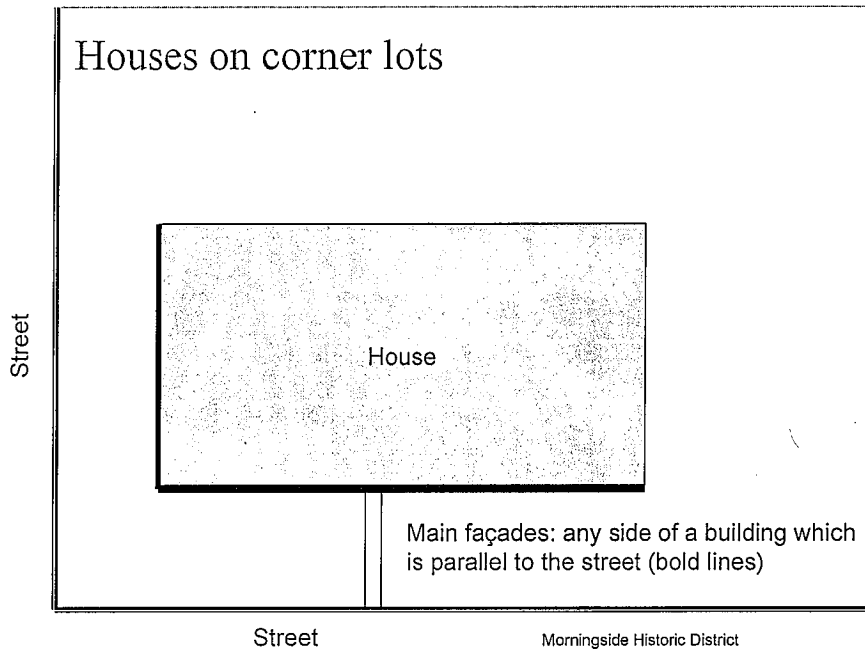 Houses on corner lots
Street
House
Main façades: any side of a building which
is parallel to the street (bold lines)
Street
Morningside Historic District